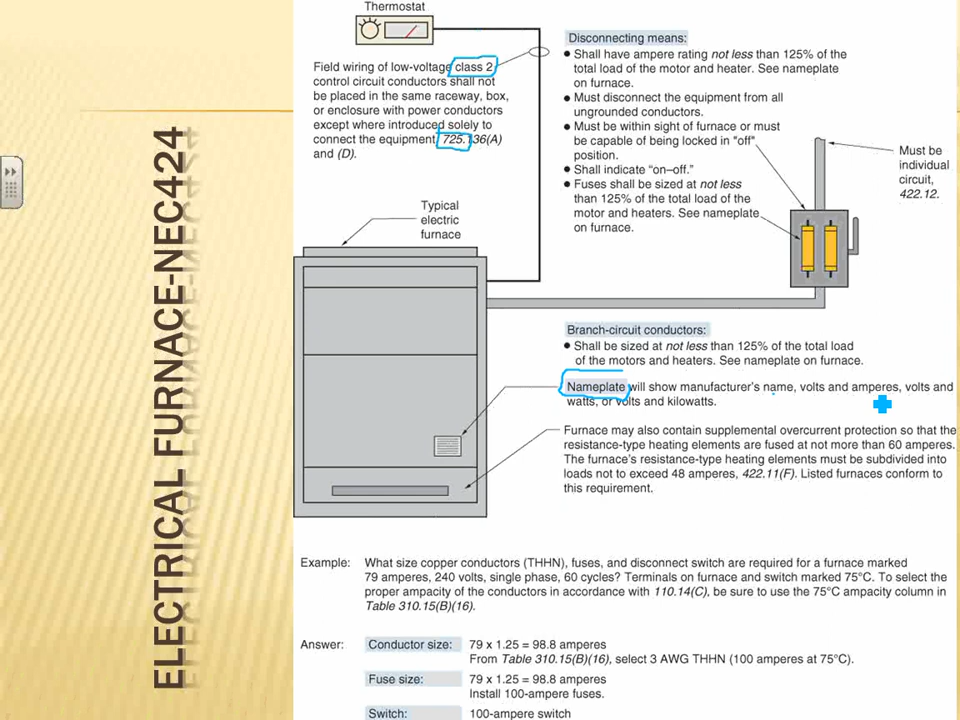 ELECTRICAL FURNACE-NEC424
Thermostat
Field wiring of low-voltage class 2
control circuit conductors shall not
be placed in the same raceway, box,
or enclosure with power conductors
except where introduced solely to
connect the equipment, 725.136(A)
and (D).
Disconnecting means:
• Shall have ampere rating not less than 125% of the
total load of the motor and heater. See nameplate
on furnace.
• Must disconnect the equipment from all
ungrounded conductors.
• Must be within sight of furnace or must
be capable of being locked in "off"
position.
• Shall indicate “on–off.”
• Fuses shall be sized at not less
than 125% of the total load of the
motor and heaters. See nameplate
on furnace.
Must be
individual
circuit,
422.12.
Typical
electric
furnace
Branch-circuit conductors:
• Shall be sized at not less than 125% of the total load
of the motors and heaters. See nameplate on furnace.
Nameplate will show manufacturer’s name, volts and amperes, volts and
watts, or volts and kilowatts.
Furnace may also contain supplemental overcurrent protection so that the
resistance-type heating elements are fused at not more than 60 amperes.
The furnace’s resistance-type heating elements must be subdivided into
loads not to exceed 48 amperes, 422.11(F). Listed furnaces conform to
this requirement.
Example: What size copper conductors (THHN), fuses, and disconnect switch are required for a furnace marked
79 amperes, 240 volts, single phase, 60 cycles? Terminals on furnace and switch marked 75°C. To select the
proper ampacity of the conductors in accordance with 110.14(C), be sure to use the 75°C ampacity column in
Table 310.15(B)(16).
Answer: Conductor size: 79 x 1.25 = 98.8 amperes
From Table 310.15(B)(16), select 3 AWG THHN (100 amperes at 75°C).
Fuse size: 79 x 1.25 = 98.8 amperes
Install 100-ampere fuses.
Switch: 100-ampere switch